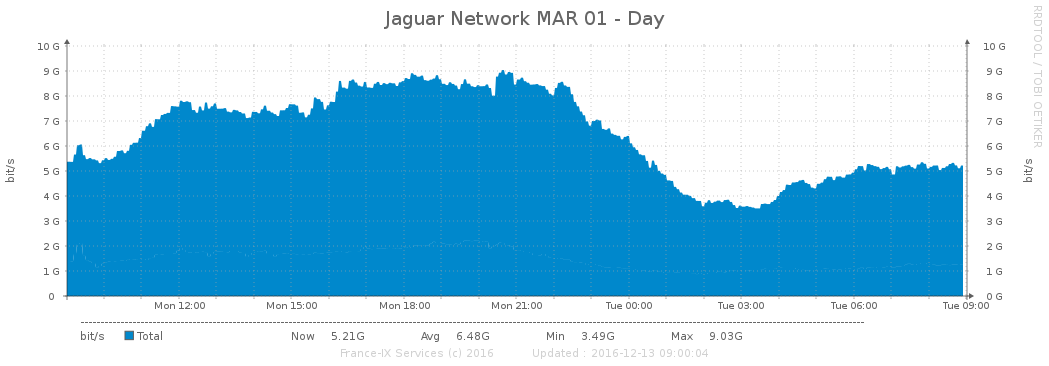 Jaguar Network MAR 01 - Day
RRDTOOL / TOBI OETIKER
bit/s
10 G
9 G
8 G
7 G
6 G
5 G
4 G
3 G
2 G
1 G
0
10 G
9 G
8 G
7 G
6 G
5 G
4 G
3 G
2 G
1 G
0 G
bit/s
Mon 12:00 Mon 15:00 Mon 18:00 Mon 21:00 Tue 00:00 Tue 03:00 Tue 06:00 Tue 09:00
bit/s Total Now 5.21G Avg 6.48G Min 3.49G Max 9.03G
France-IX Services (c) 2016 Updated : 2016-12-13 09:00:04